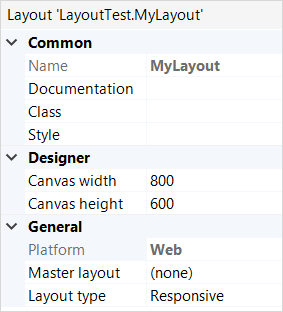 Layout 'LayoutTest.MyLayout'
Common
Name MyLayout
Documentation
Class
Style
Designer
Canvas width 800
Canvas height 600
General
Platform Web
Master layout (none)
Layout type Responsive